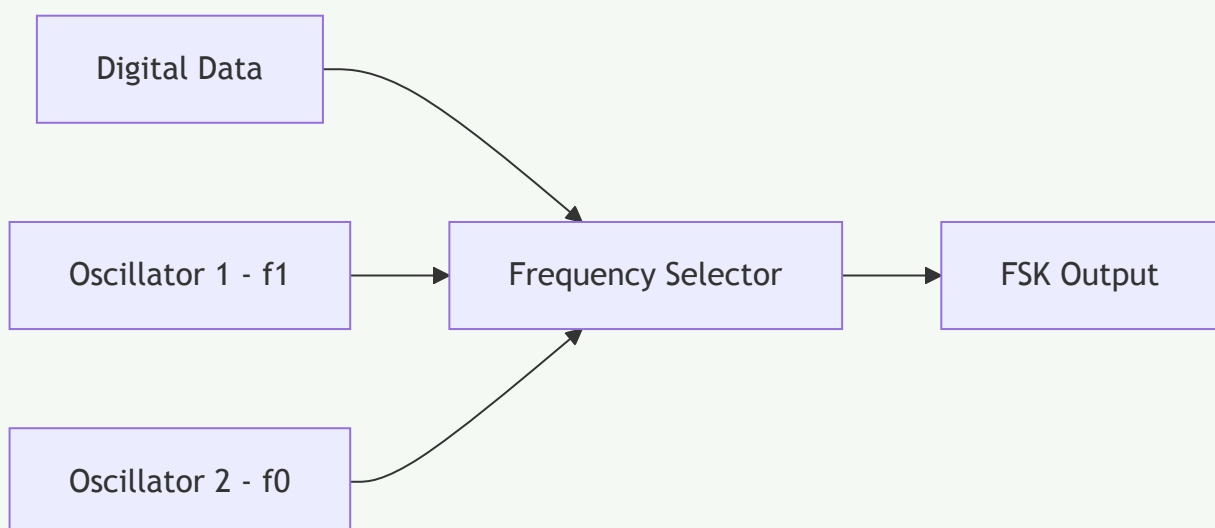 Digital Data
Oscillator 1 - f1
Frequency Selector
FSK Output
Oscillator 2 - f0